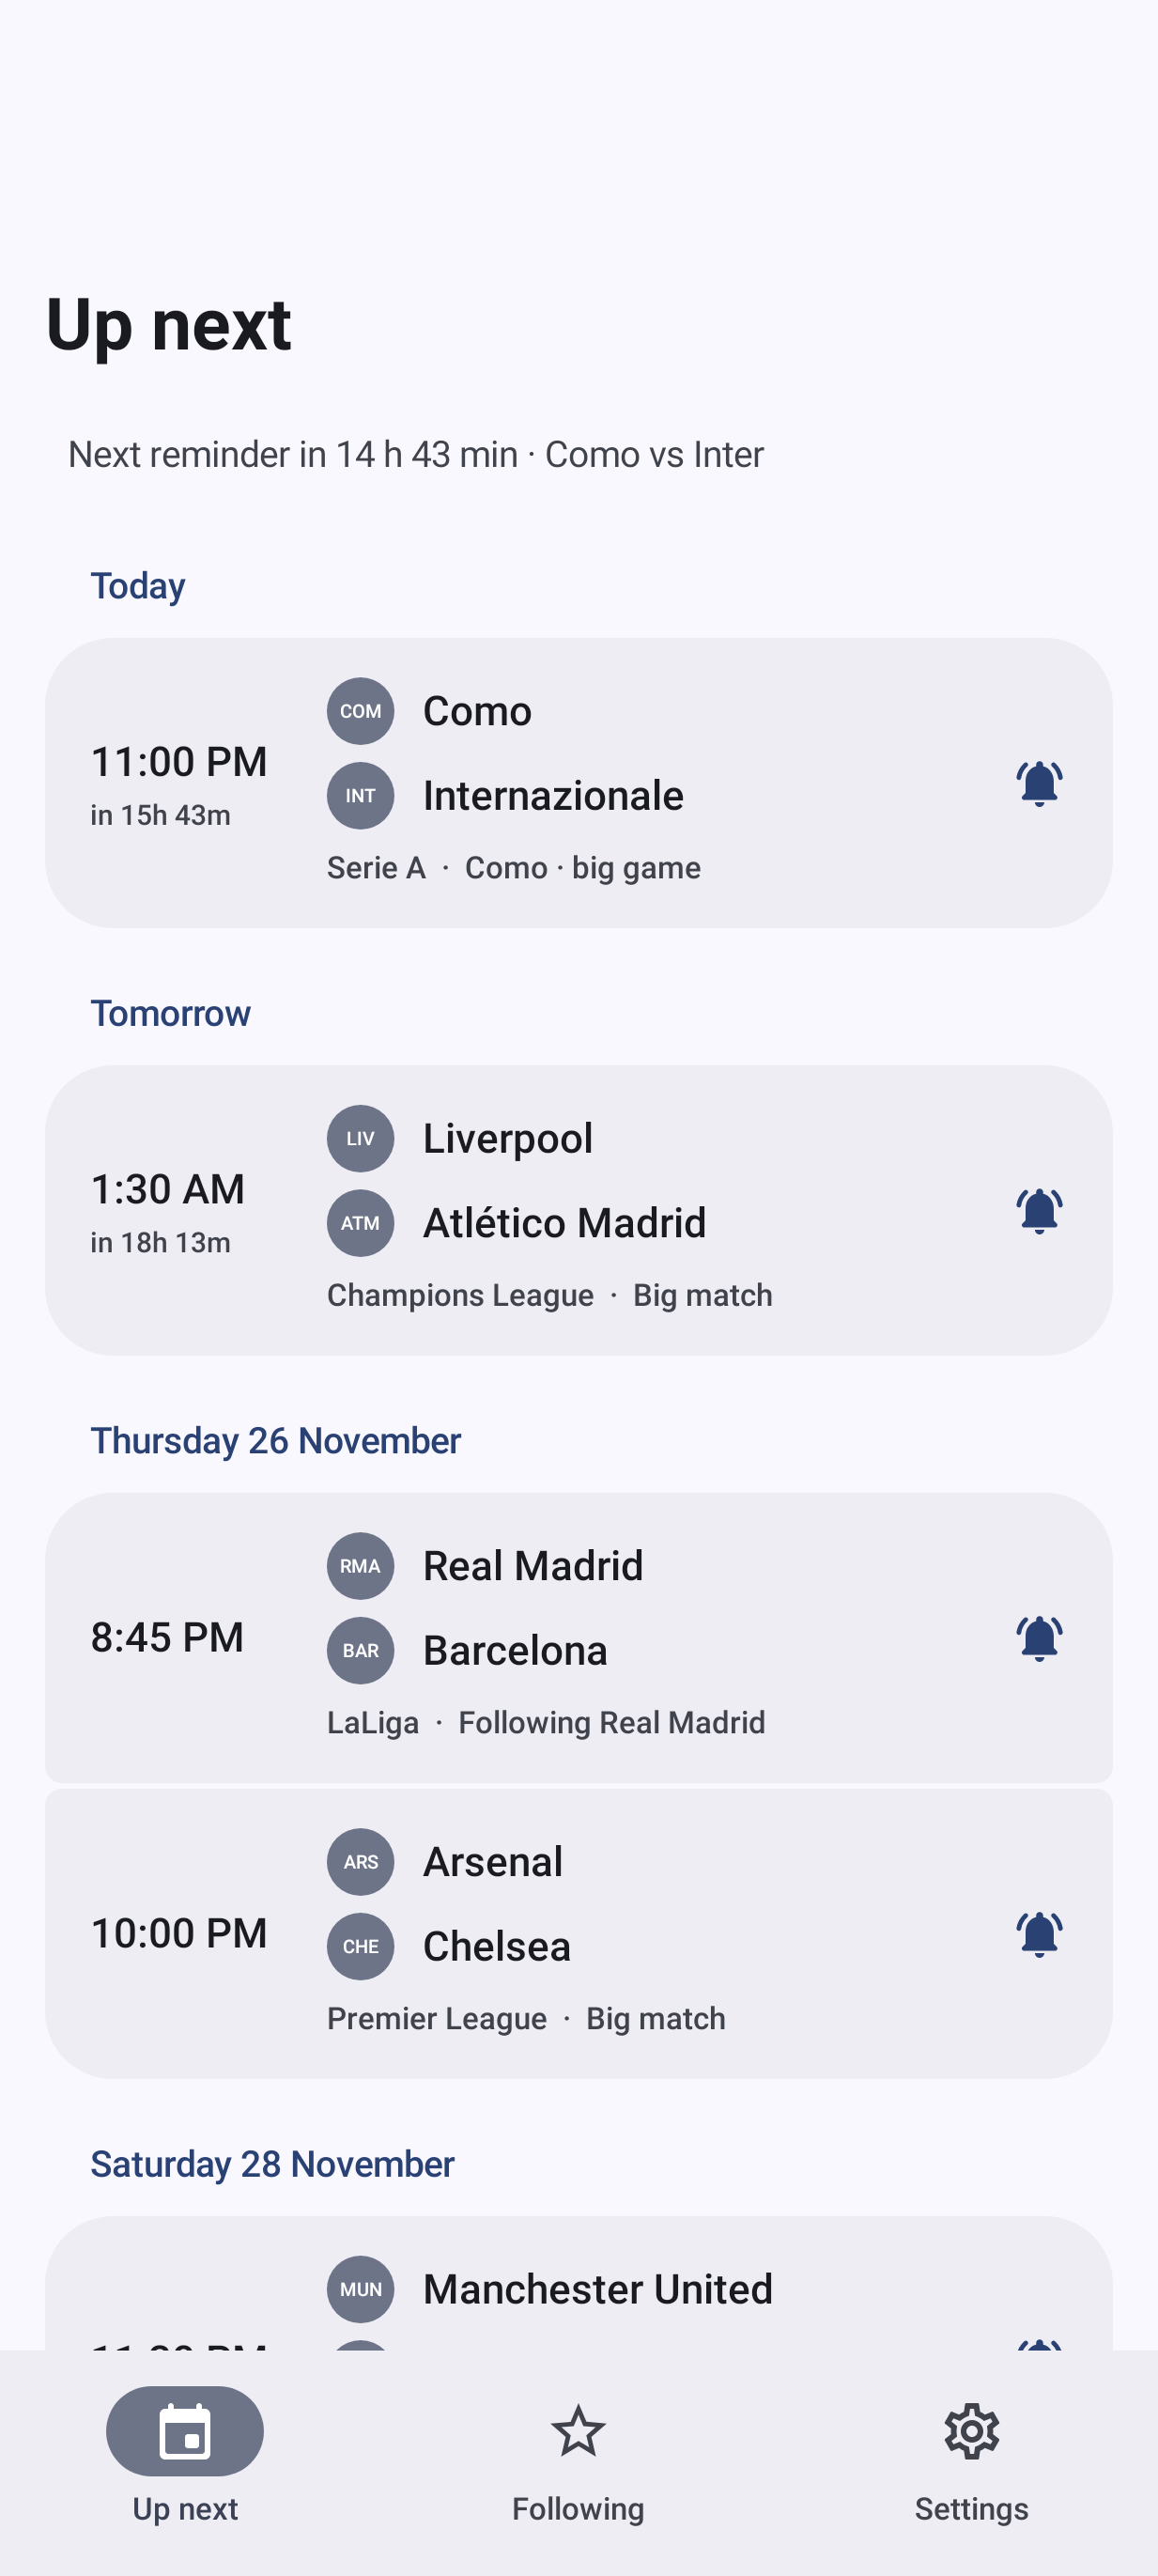 Up next
Next reminder in 14 h 43 min · Como vs Inter
Today
COM Como
11:00 PM
in 15h 43m
INT Internazionale
Serie A · Como · big game
Tomorrow
LIV Liverpool
1:30 AM
in 18h 13m
ATM Atlético Madrid
Champions League · Big match
Thursday 26 November
RMA Real Madrid
8:45 PM
BAR Barcelona
LaLiga · Following Real Madrid
ARS Arsenal
10:00 PM
CHE Chelsea
Premier League · Big match
Saturday 28 November
MUN Manchester United
Up next
Following
Settings